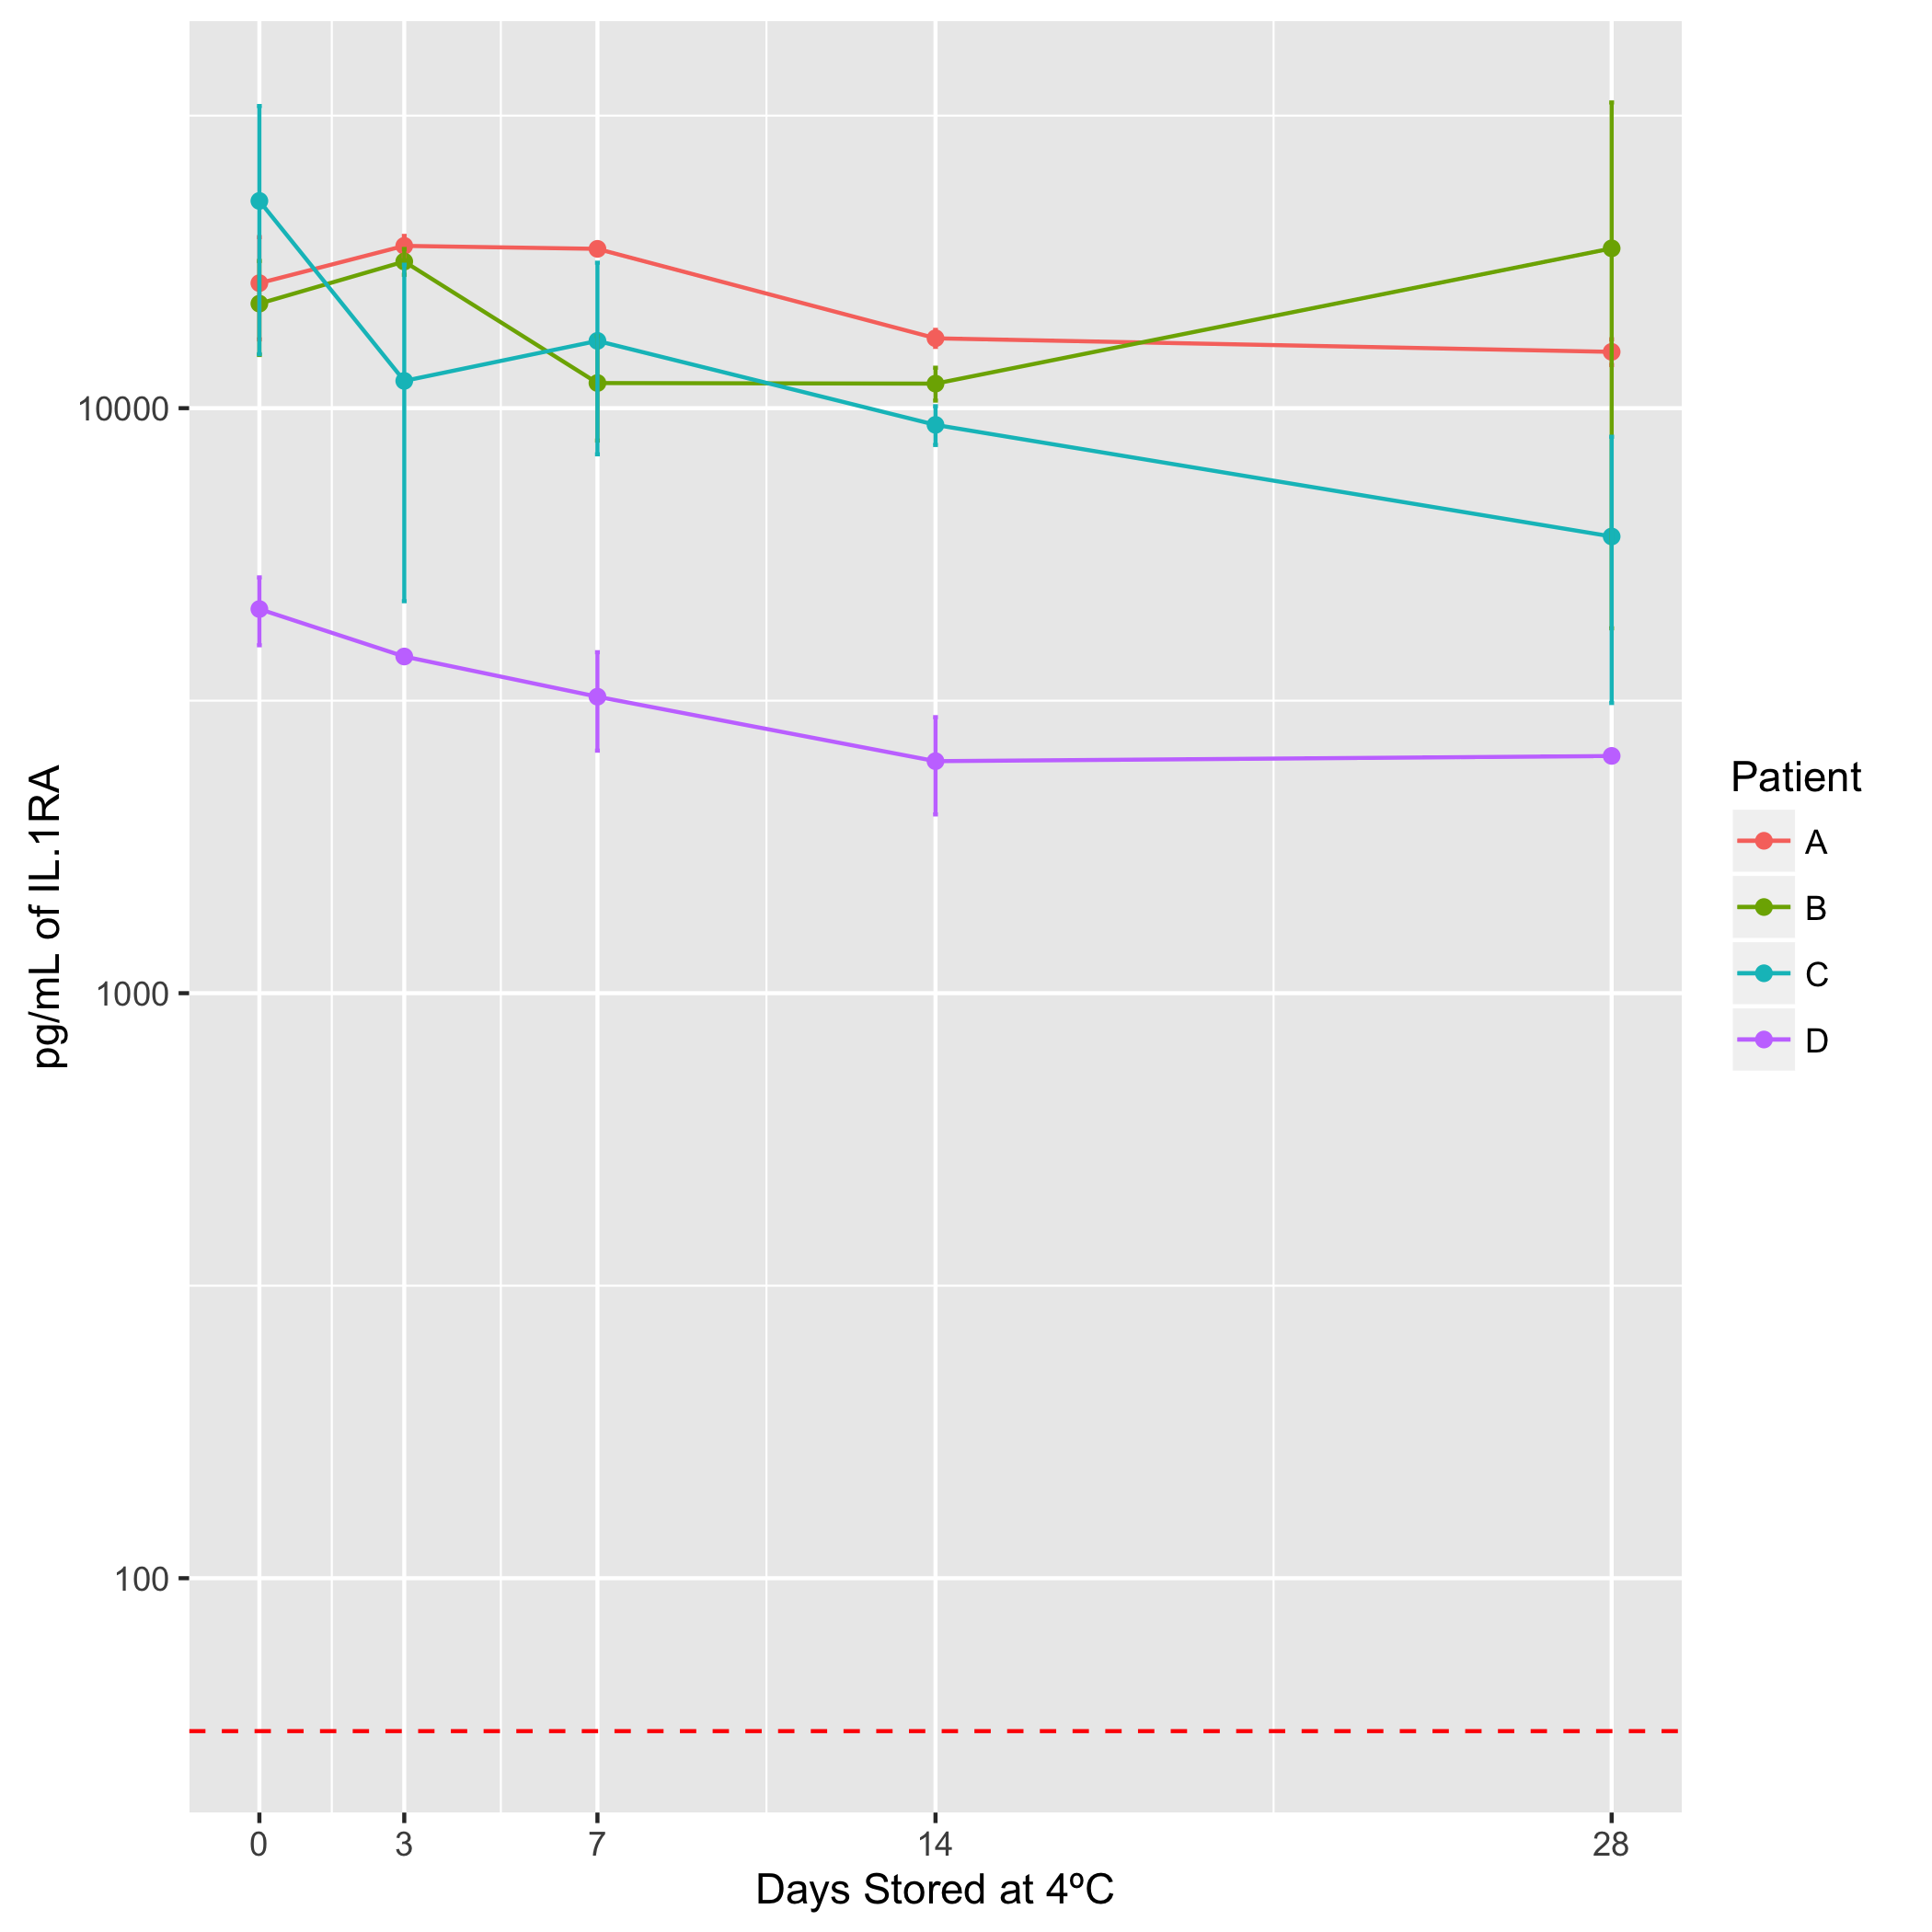 pg/mL of IL.1RA
10000
1000
100
0 3 7 14 28
Days Stored at 4ºC
Patient
A
B
C
D